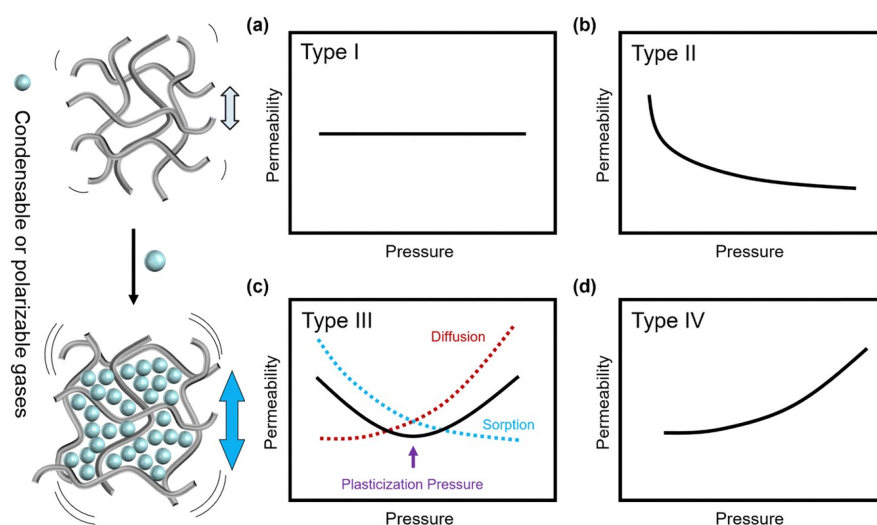 Condensable or polarizable gases
(a)
Type I
Permeability
Pressure
(b)
Type II
Permeability
Pressure
(c)
Type III
Diffusion
Sorption
Plasticization Pressure
Permeability
Pressure
(d)
Type IV
Permeability
Pressure